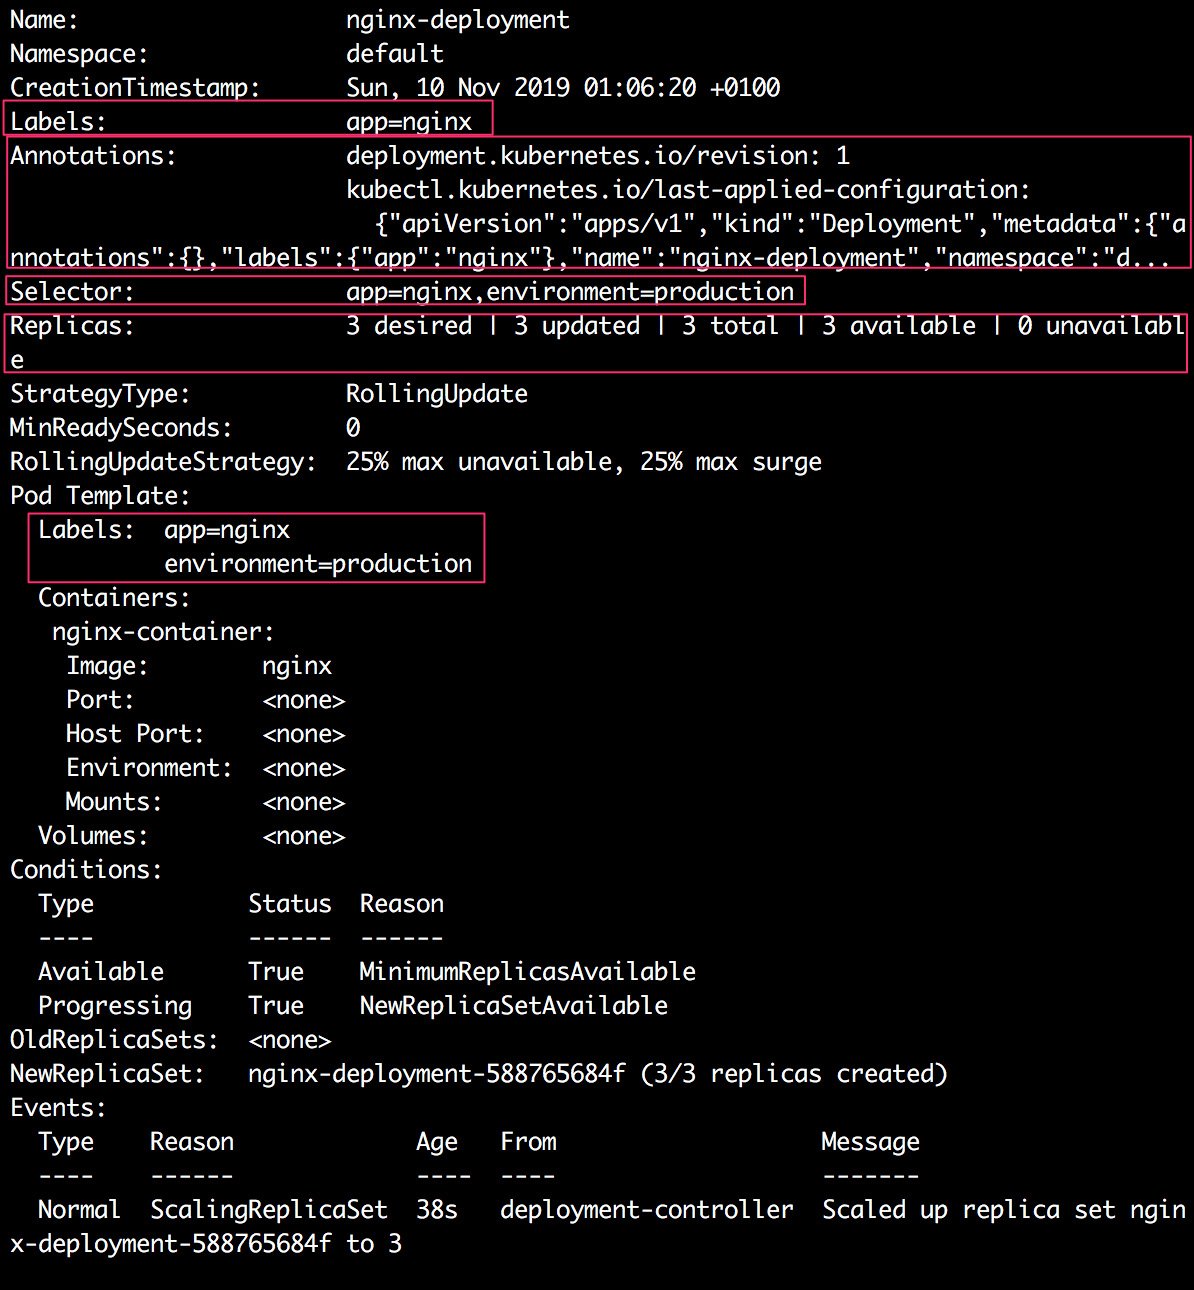 Name:                   nginx-deployment
Namespace:              default
CreationTimestamp:      Sun, 10 Nov 2019 01:06:20 +0100
Labels:                 app=nginx
Annotations:            deployment.kubernetes.io/revision: 1
                        kubectl.kubernetes.io/last-applied-configuration:
                          {"apiVersion":"apps/v1","kind":"Deployment","metadata":{"a
nnotations":{},"labels":{"app":"nginx"},"name":"nginx-deployment","namespace":"d...
Selector:               app=nginx,environment=production
Replicas:               3 desired | 3 updated | 3 total | 3 available | 0 unavailabl
e
StrategyType:           RollingUpdate
MinReadySeconds:        0
RollingUpdateStrategy:  25% max unavailable, 25% max surge
Pod Template:
  Labels:  app=nginx
           environment=production
  Containers:
   nginx-container:
    Image:        nginx
    Port:         <none>
    Host Port:    <none>
    Environment:  <none>
    Mounts:       <none>
  Volumes:        <none>
Conditions:
  Type           Status  Reason
  ----           ------  ------
  Available      True    MinimumReplicasAvailable
  Progressing    True    NewReplicaSetAvailable
OldReplicaSets:  <none>
NewReplicaSet:   nginx-deployment-588765684f (3/3 replicas created)
Events:
  Type    Reason             Age   From                   Message
  ----    ------             ----  ----                   -------
  Normal  ScalingReplicaSet  38s   deployment-controller  Scaled up replica set ngin
x-deployment-588765684f to 3